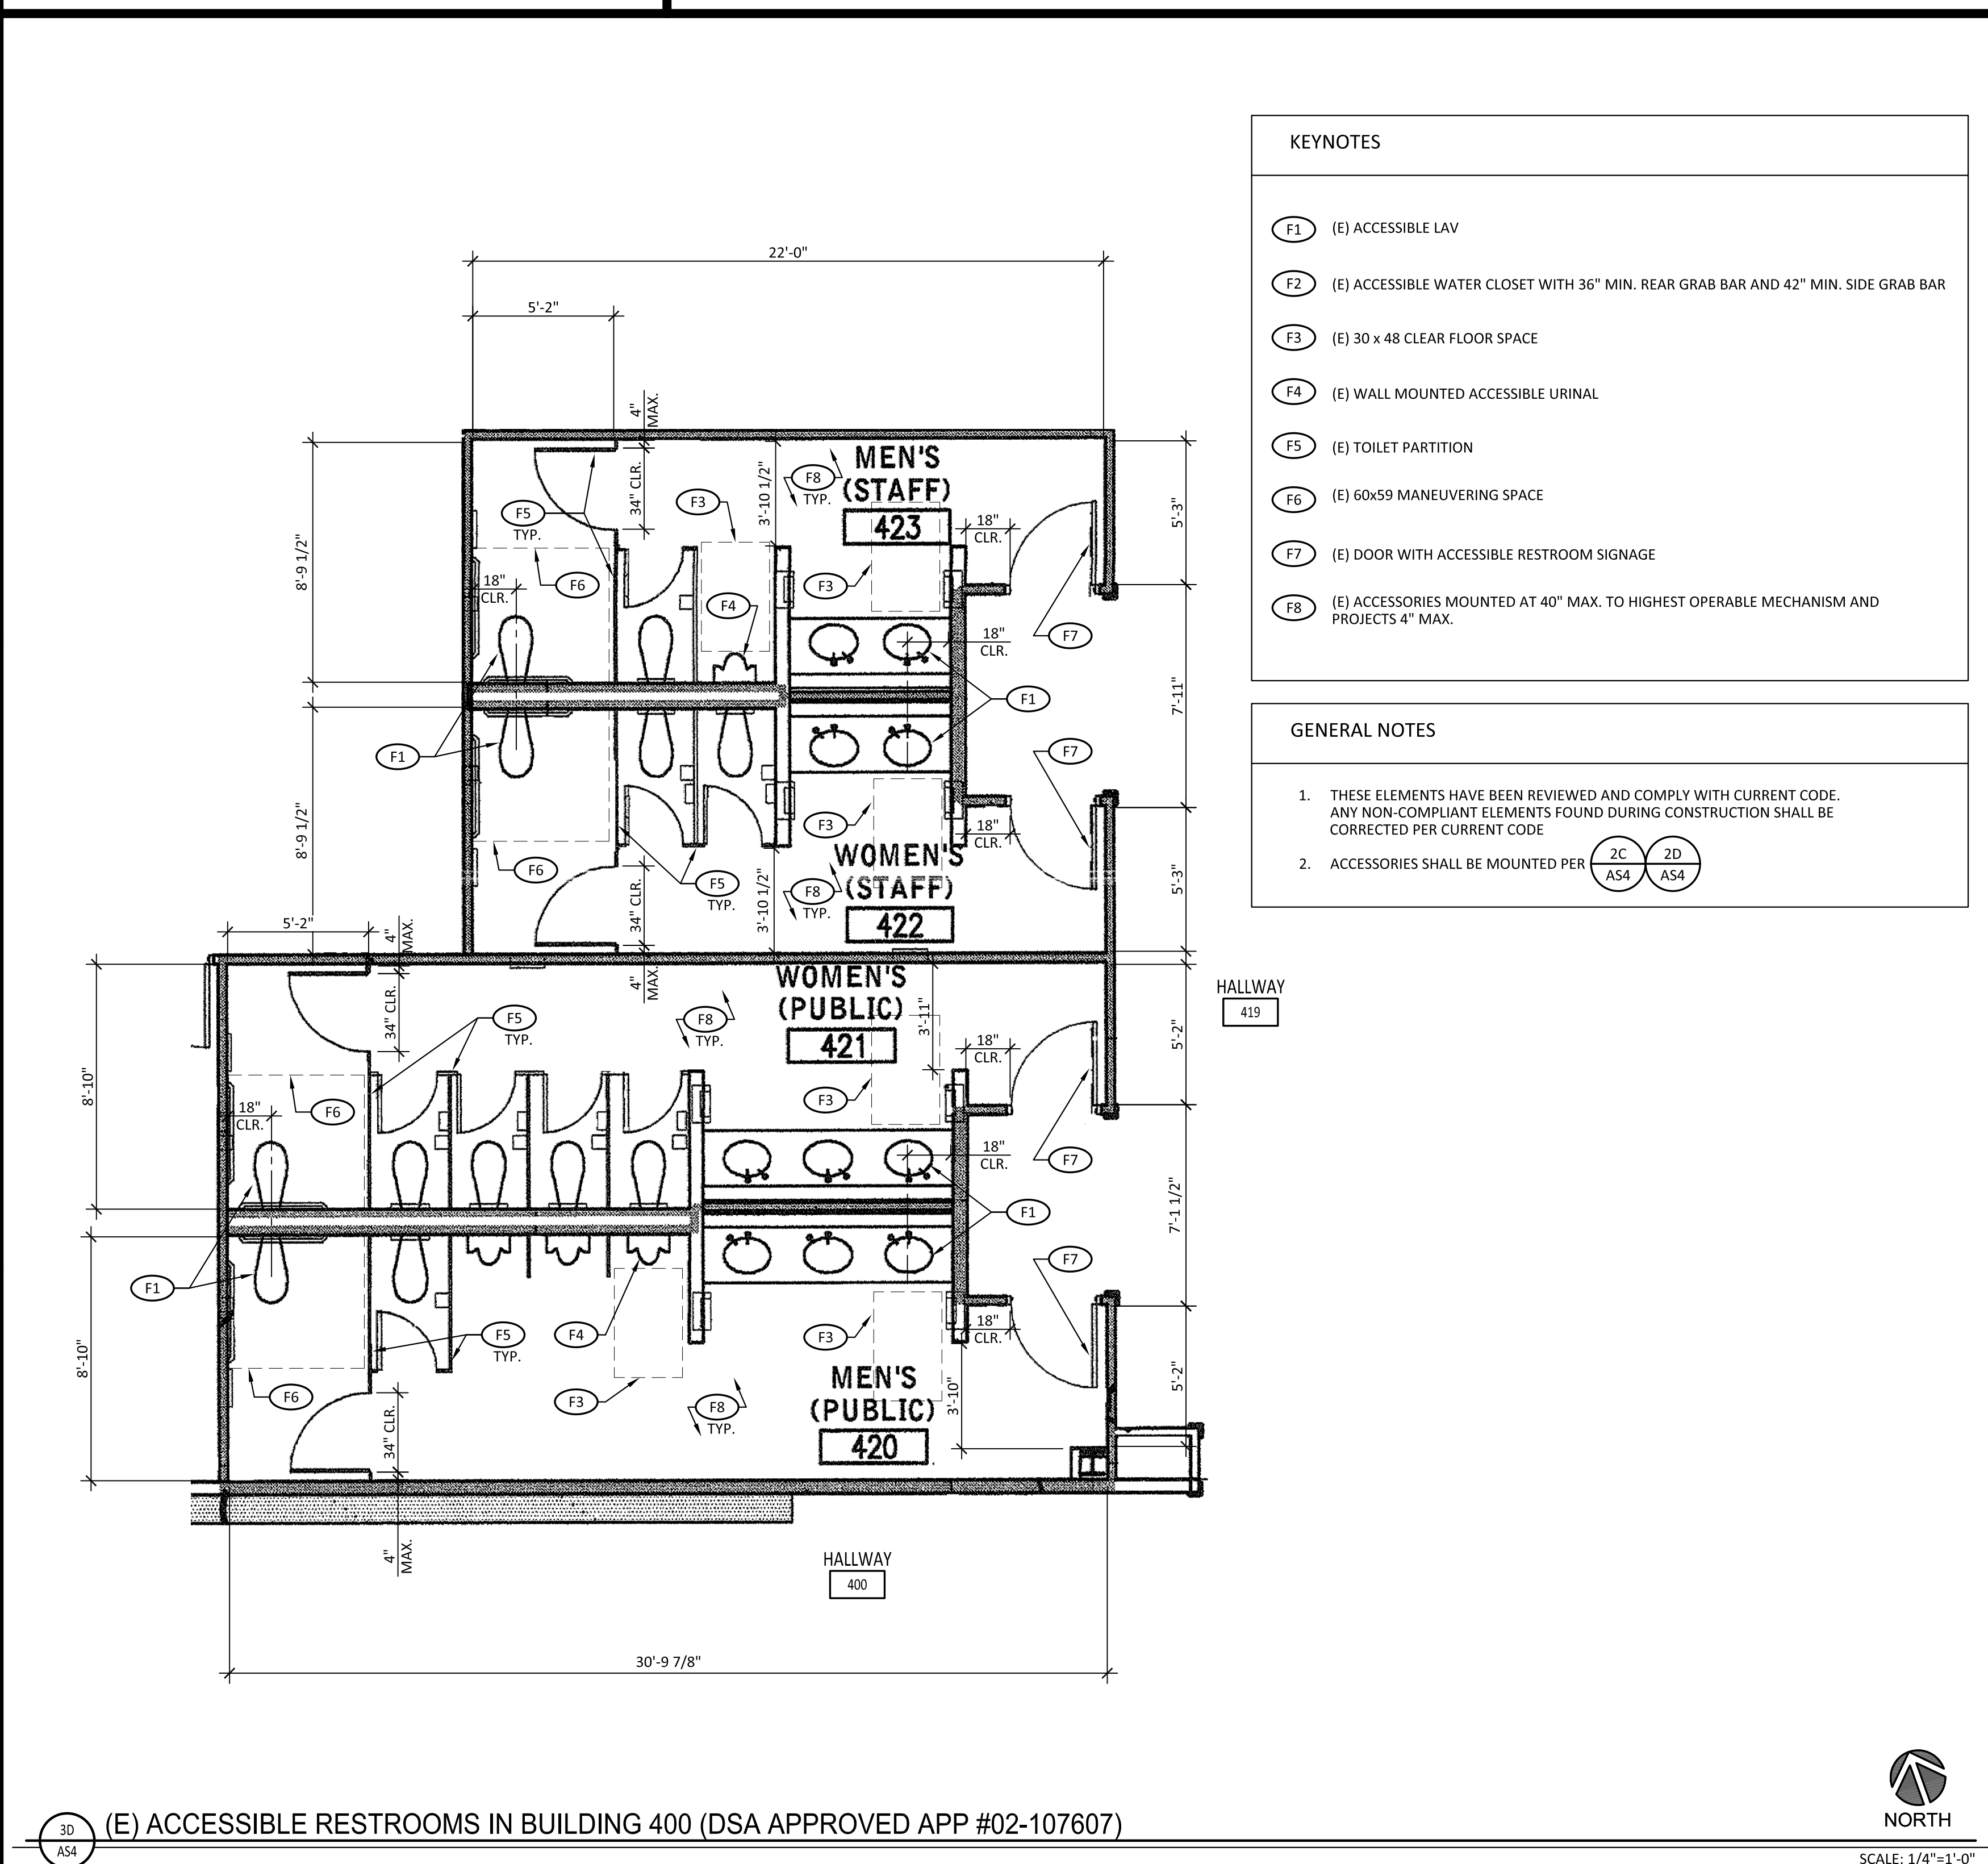 KEYNOTES
F1 (E) ACCESSIBLE LAV
F2 (E) ACCESSIBLE WATER CLOSET WITH 36" MIN. REAR GRAB BAR AND 42" MIN. SIDE GRAB BAR
F3 (E) 30 x 48 CLEAR FLOOR SPACE
F4 (E) WALL MOUNTED ACCESSIBLE URINAL
F5 (E) TOILET PARTITION
F6 (E) 60x59 MANEUVERING SPACE
F7 (E) DOOR WITH ACCESSIBLE RESTROOM SIGNAGE
F8 (E) ACCESSORIES MOUNTED AT 40" MAX. TO HIGHEST OPERABLE MECHANISM AND
PROJECTS 4" MAX.
GENERAL NOTES
1. THESE ELEMENTS HAVE BEEN REVIEWED AND COMPLY WITH CURRENT CODE.
ANY NON-COMPLIANT ELEMENTS FOUND DURING CONSTRUCTION SHALL BE
CORRECTED PER CURRENT CODE
2. ACCESSORIES SHALL BE MOUNTED PER
2C
AS4
2D
AS4
22'-0"
5'-2"
4"
MAX.
34" CLR.
3'-10 1/2"
F8
TYP.
MEN'S
(STAFF)
423
F5
TYP.
F3
18"
CLR.
5'-3"
8'-9 1/2"
18"
CLR.
F6
F4
F3
18"
CLR.
F7
F1
F1
7'-11"
F7
8'-9 1/2"
F3
18"
CLR.
WOMEN'S
(STAFF)
422
F6
F5
TYP.
34" CLR.
3'-10 1/2"
F8
TYP.
5'-3"
5'-2"
4"
MAX.
4"
MAX.
WOMEN'S
(PUBLIC)
421
3'-11"
HALLWAY
419
34" CLR.
F5
TYP.
F8
TYP.
18"
CLR.
5'-2"
8'-10"
18"
CLR.
F6
F3
18"
CLR.
F7
F1
F1
7'-1 1/2"
F7
8'-10"
F5
TYP.
F4
F3
18"
CLR.
F6
F3
F8
TYP.
MEN'S
(PUBLIC)
420
3'-10"
5'-2"
34" CLR.
4"
MAX.
HALLWAY
400
30'-9 7/8"
NORTH
3D
AS4
(E) ACCESSIBLE RESTROOMS IN BUILDING 400 (DSA APPROVED APP #02-107607)
SCALE: 1/4"=1'-0"